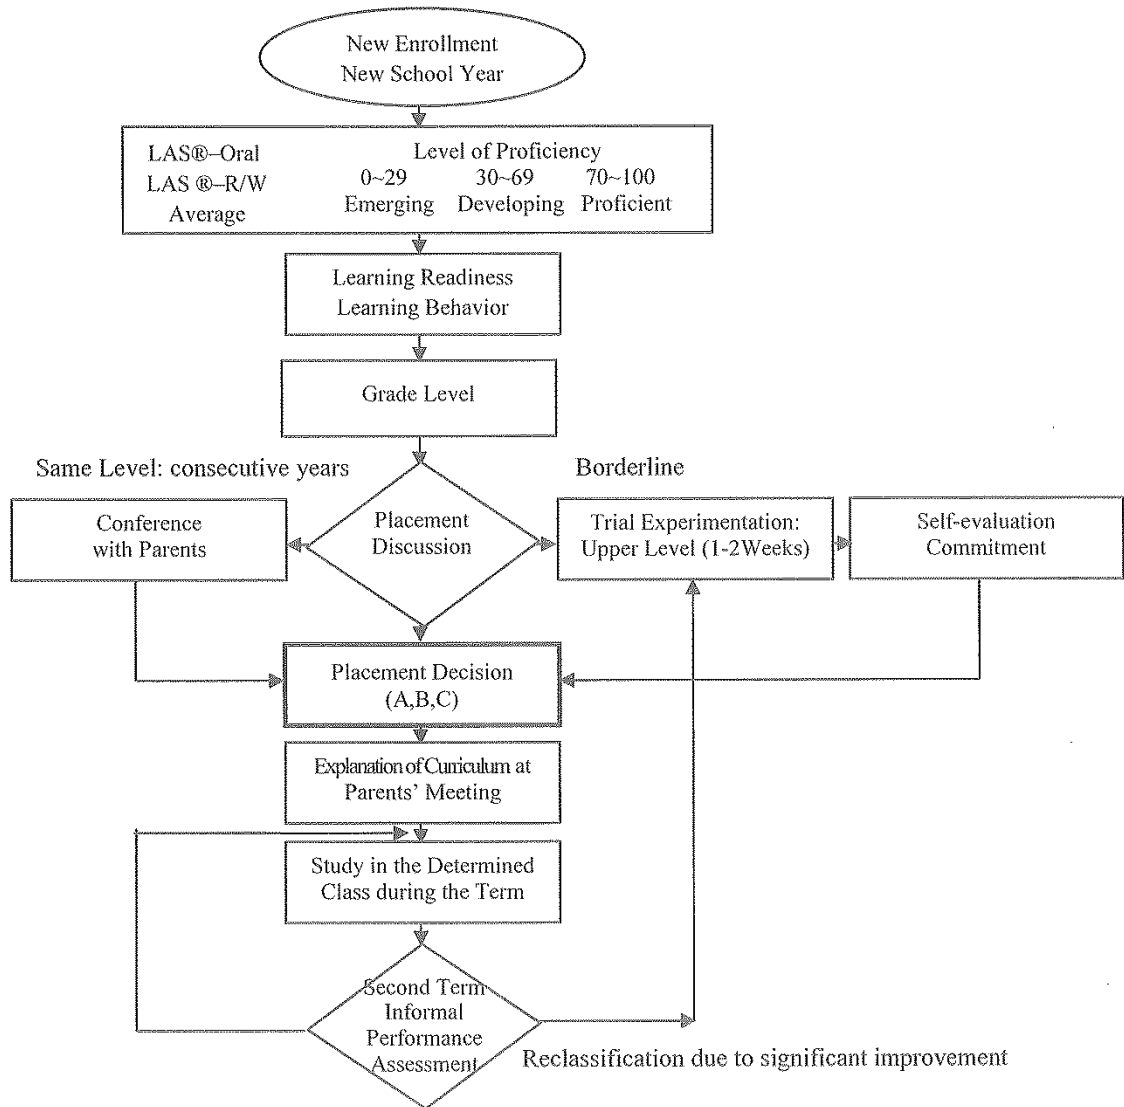 New Enrollment
New School Year
LAS®–Oral
LAS ®–R/W
Average
Level of Proficiency
0~29 30~69 70~100
Emerging Developing Proficient
Learning Readiness
Learning Behavior
Grade Level
Same Level: consecutive years
Borderline
Conference
with Parents
Placement
Discussion
Trial Experimentation:
Upper Level (1-2Weeks)
Self-evaluation
Commitment
Placement Decision
(A,B,C)
Explanation of Curriculum at
Parents’ Meeting
Study in the Determined
Class during the Term
Second Term
Informal
Performance
Assessment
Reclassification due to significant improvement